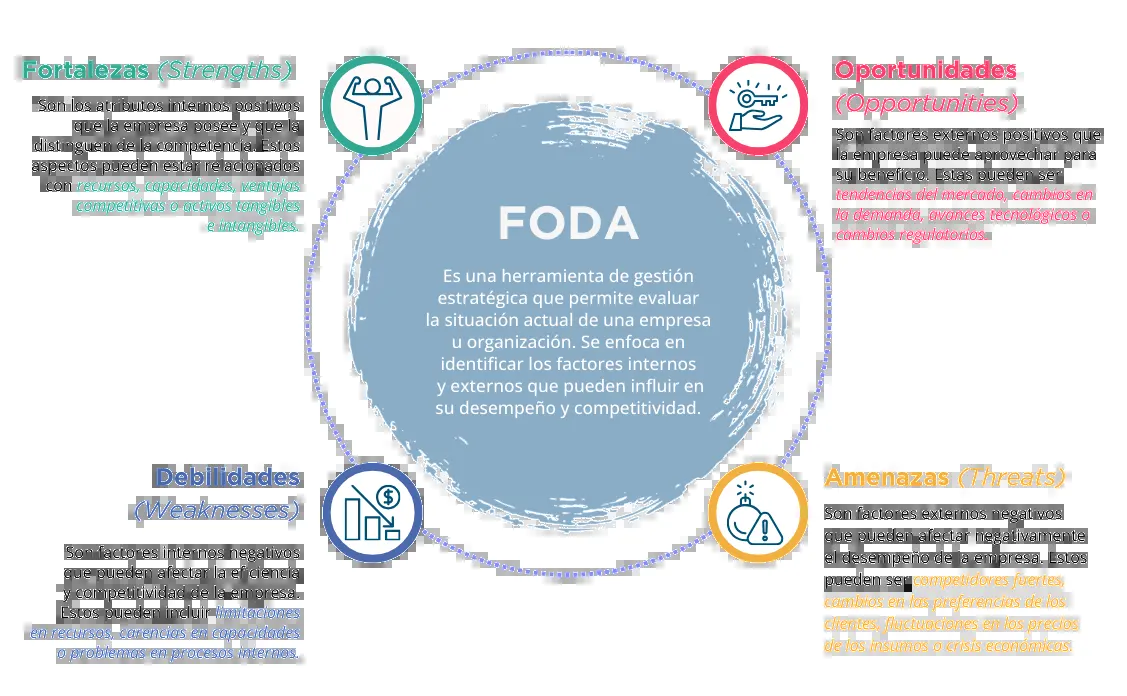 Fortalezas (Strengths)
Son los atributos internos positivos
que la empresa posee y que la
distinguen de la competencia. Estos
aspectos pueden estar relacionados
con recursos, capacidades, ventajas
competitivas o activos tangibles
e intangibles.
Oportunidades
(Opportunities)
Son factores externos positivos que
la empresa puede aprovechar para
su beneficio. Estas pueden ser
tendencias del mercado, cambios en
la demanda, avances tecnológicos o
cambios regulatorios.
FODA
Es una herramienta de gestión
estratégica que permite evaluar
la situación actual de una empresa
u organización. Se enfoca en
identificar los factores internos
y externos que pueden influir en
su desempeño y competitividad.
Debilidades
(Weaknesses)
Son factores internos negativos
que pueden afectar la eficiencia
y competitividad de la empresa.
Estos pueden incluir limitaciones
en recursos, carencias en capacidades
o problemas en procesos internos.
$
Amenazas (Threats)
Son factores externos negativos
que pueden afectar negativamente
el desempeño de la empresa. Estos
pueden ser competidores fuertes,
cambios en las preferencias de los
clientes, fluctuaciones en los precios
de los insumos o crisis económicas.